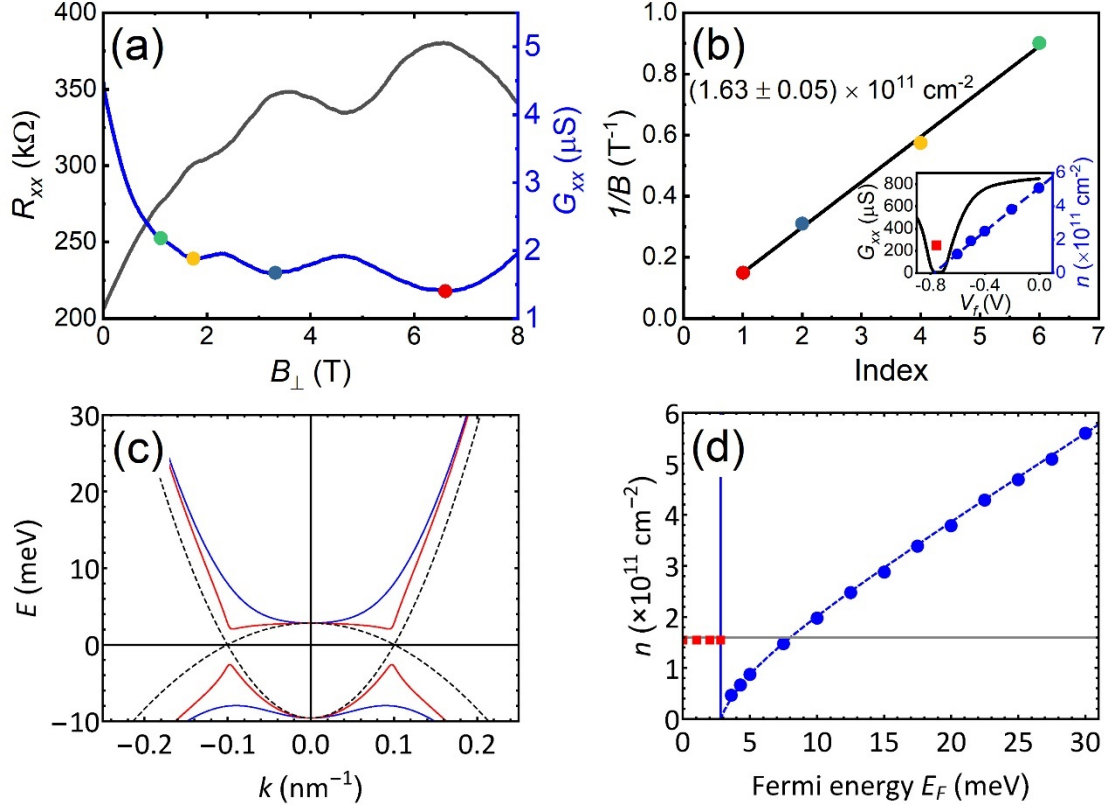 (a)
R_xx (kΩ)
400
350
300
250
200
0 2 4 6 8
B_⊥ (T)
5
4
3
2
1
G_xx (μS)
(b)
(1.63 ± 0.05) × 10^11 cm^-2
1/B (T^-1)
1.0
0.8
0.6
0.4
0.2
0.0
0 1 2 3 4 5 6 7
Index
G_xx (μS)
800
600
400
200
0
-0.8 -0.4 0.0
V_f (V)
6
4
2
0
n (×10^11 cm^-2)
(c)
E (meV)
30
20
10
0
−10
−0.2 −0.1 0.0 0.1 0.2
k (nm^−1)
(d)
n (×10^11 cm^−2)
6
5
4
3
2
1
0
0 5 10 15 20 25 30
Fermi energy E_F (meV)